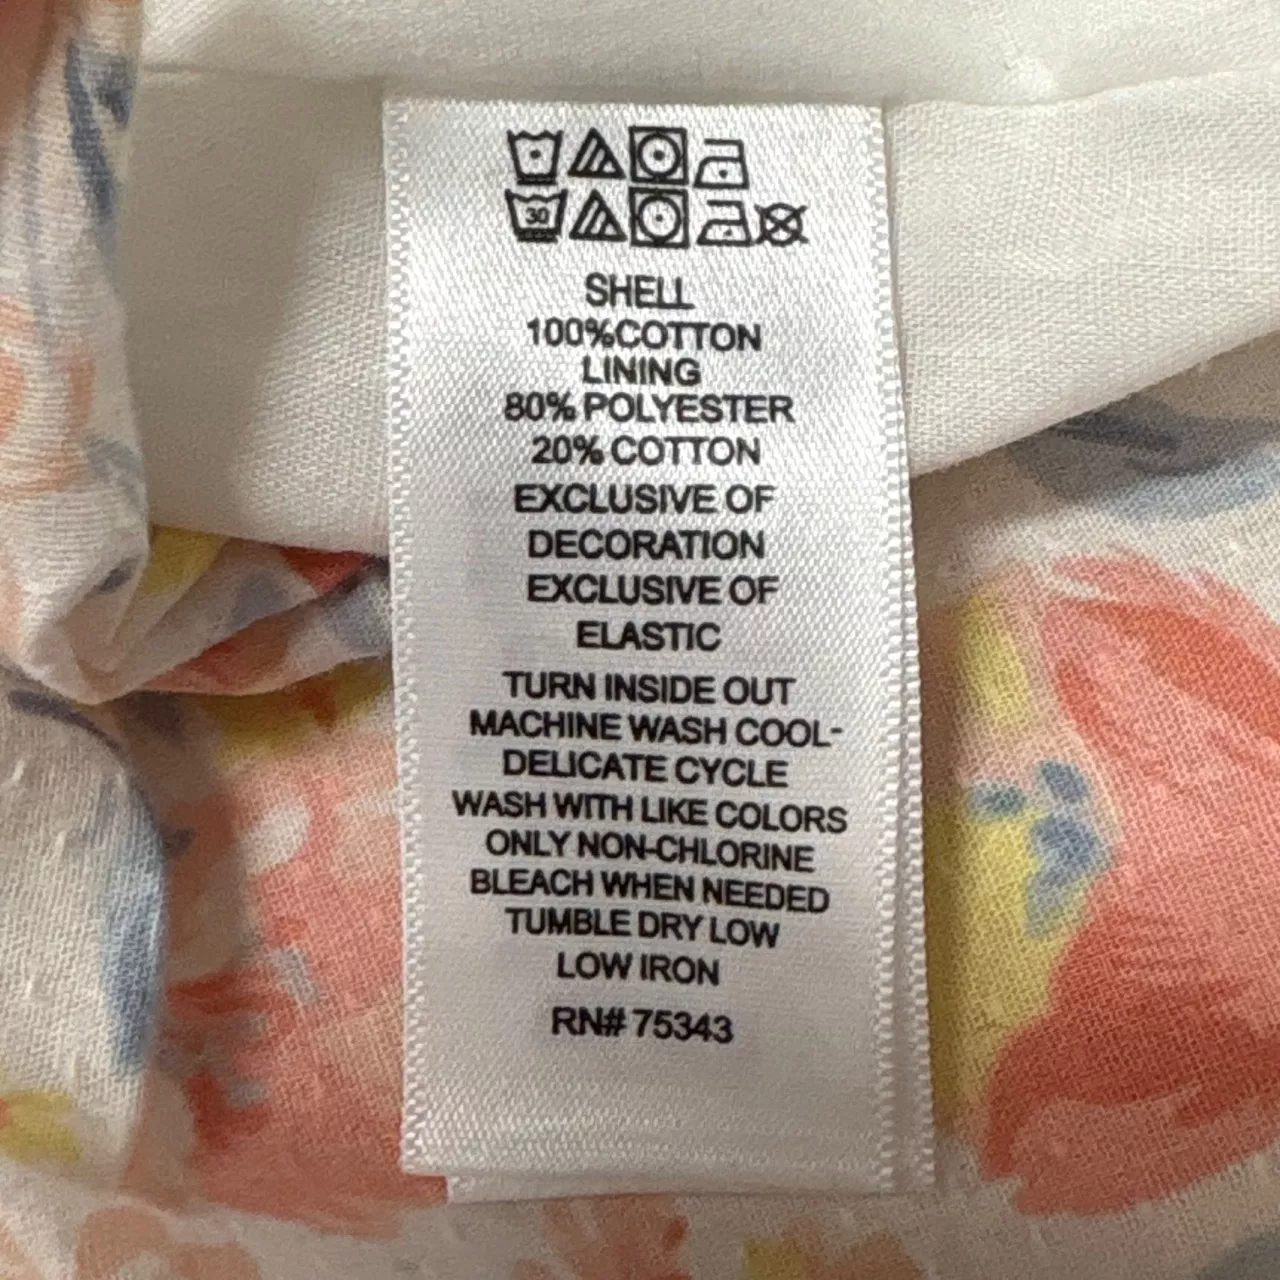 30
SHELL
100%COTTON
LINING
80% POLYESTER
20% COTTON
EXCLUSIVE OF
DECORATION
EXCLUSIVE OF
ELASTIC
TURN INSIDE OUT
MACHINE WASH COOL-
DELICATE CYCLE
WASH WITH LIKE COLORS
ONLY NON-CHLORINE
BLEACH WHEN NEEDED
TUMBLE DRY LOW
LOW IRON
RN# 75343